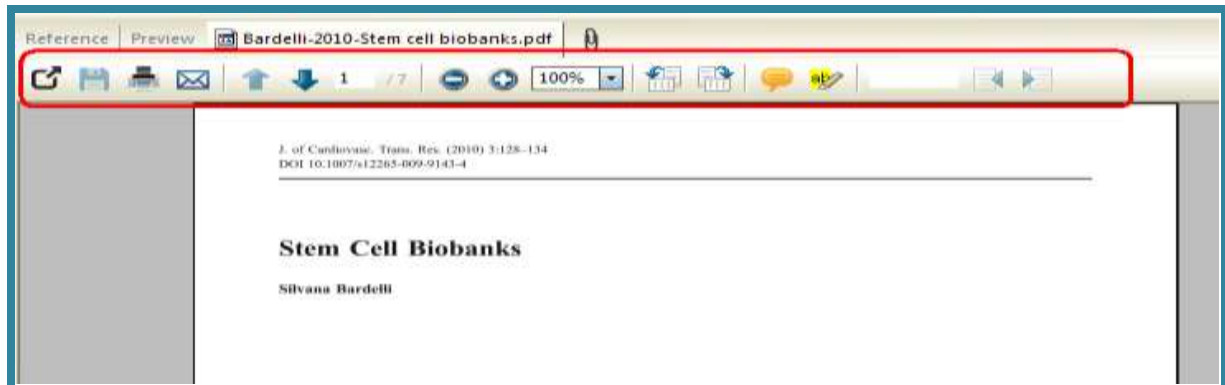 Reference Preview Bardelli-2010-Stem cell biobanks.pdf
1 / 7 100% ab
J. of Cardiovasc. Trans. Res. (2010) 3:128–134
DOI 10.1007/s12265-009-9143-4
Stem Cell Biobanks
Silvana Bardelli